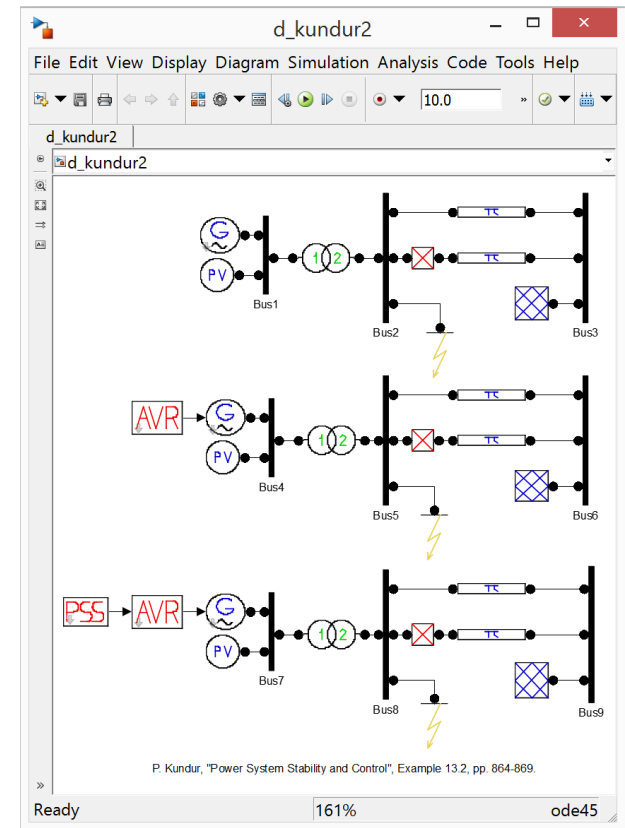 d_kundur2
File Edit View Display Diagram Simulation Analysis Code Tools Help
10.0 »
d_kundur2
d_kundur2
G
PV
Bus1
1 2
Bus2
π
π
Bus3
AVR
G
PV
Bus4
1 2
Bus5
π
π
Bus6
PSS
AVR
G
PV
Bus7
1 2
Bus8
π
π
Bus9
P. Kundur, "Power System Stability and Control", Example 13.2, pp. 864-869.
»
Ready 161% ode45